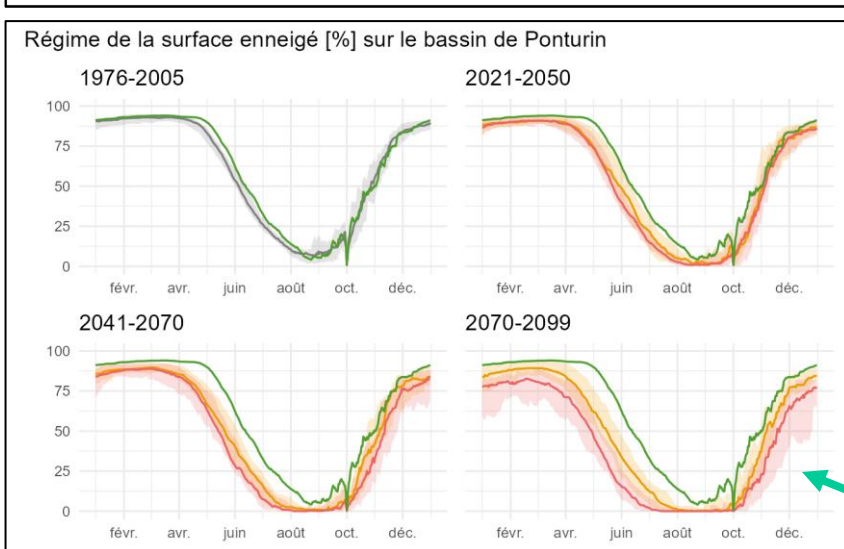 Régime de la surface enneigé [%] sur le bassin de Ponturin
1976-2005
2021-2050
100
75
50
25
0
févr. avr. juin août oct. déc.
févr. avr. juin août oct. déc.
2041-2070
2070-2099
100
75
50
25
0
févr. avr. juin août oct. déc.
févr. avr. juin août oct. déc.